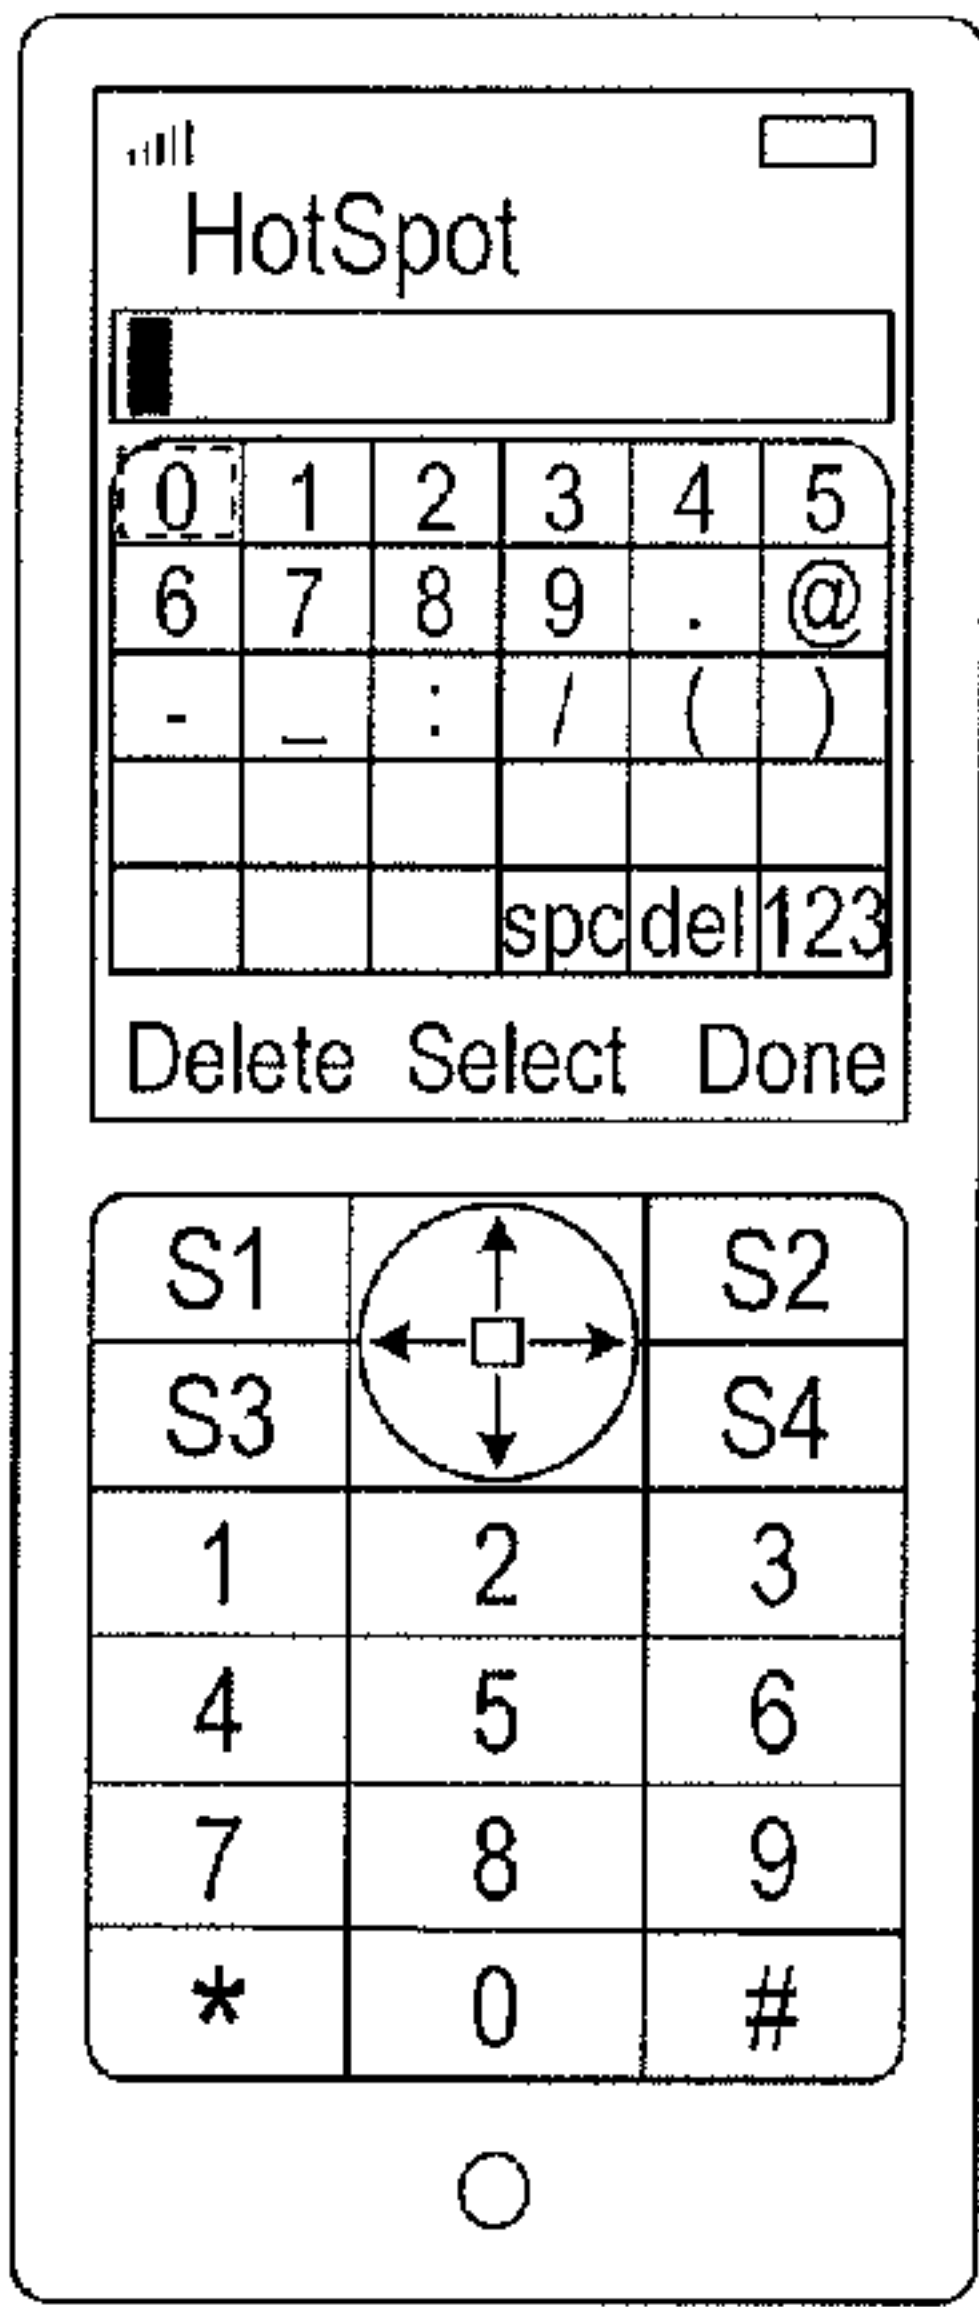 HotSpot
0 1 2 3 4 5
6 7 8 9 . @
- _ : / ( )
spc del 123
Delete Select Done
S1 S2
S3 S4
1 2 3
4 5 6
7 8 9
* 0 #